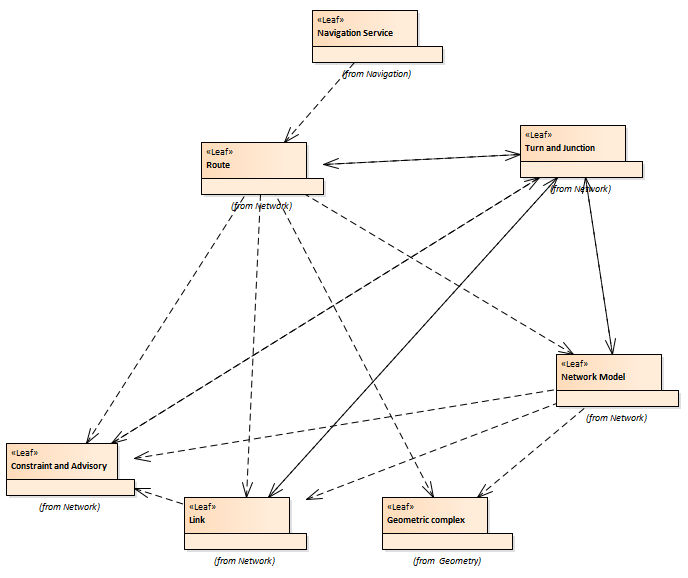 «Leaf»
Navigation Service
(from Navigation)
«Leaf»
Turn and Junction
(from Network)
«Leaf»
Route
(from Network)
«Leaf»
Network Model
(from Network)
«Leaf»
Constraint and Advisory
(from Network)
«Leaf»
Link
(from Network)
«Leaf»
Geometric complex
(from Geometry)